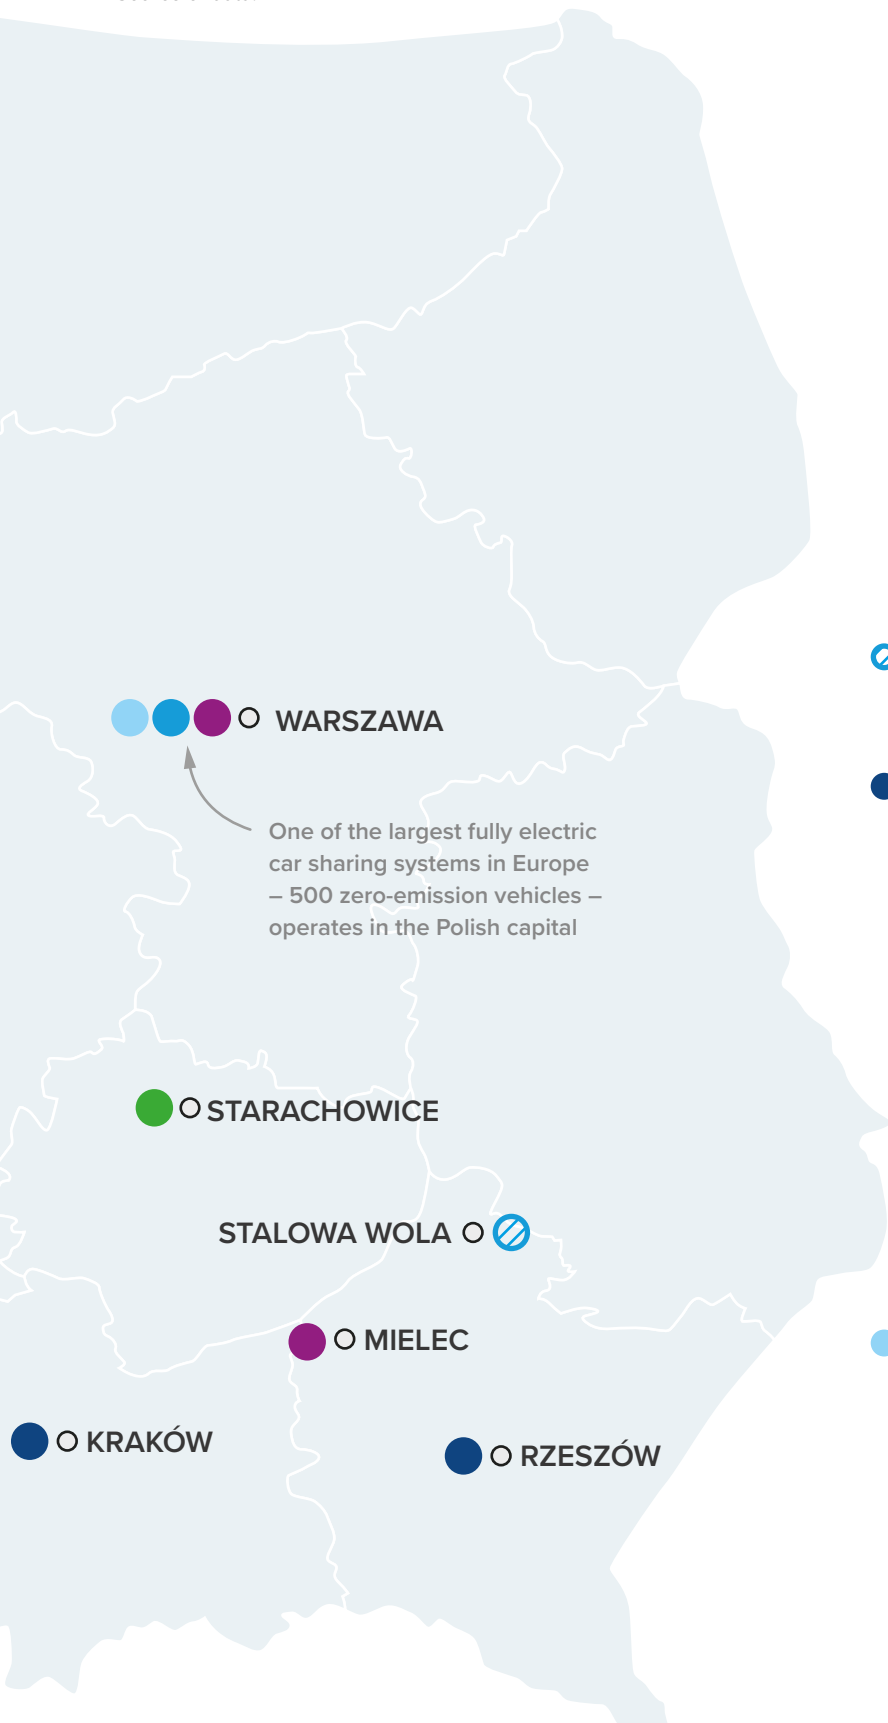 WARSZAWA
One of the largest fully electric
car sharing systems in Europe
– 500 zero-emission vehicles –
operates in the Polish capital
STARACHOWICE
STALOWA WOLA
MIELEC
KRAKÓW
RZESZÓW